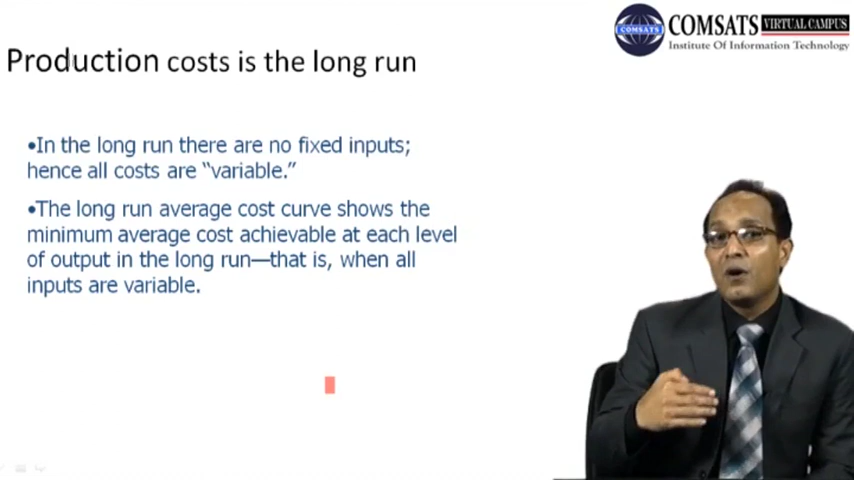 COMSATS VIRTUAL CAMPUS
COMSATS
Institute Of Information Technology
Production costs is the long run
•In the long run there are no fixed inputs;
hence all costs are “variable.”
•The long run average cost curve shows the
minimum average cost achievable at each level
of output in the long run—that is, when all
inputs are variable.